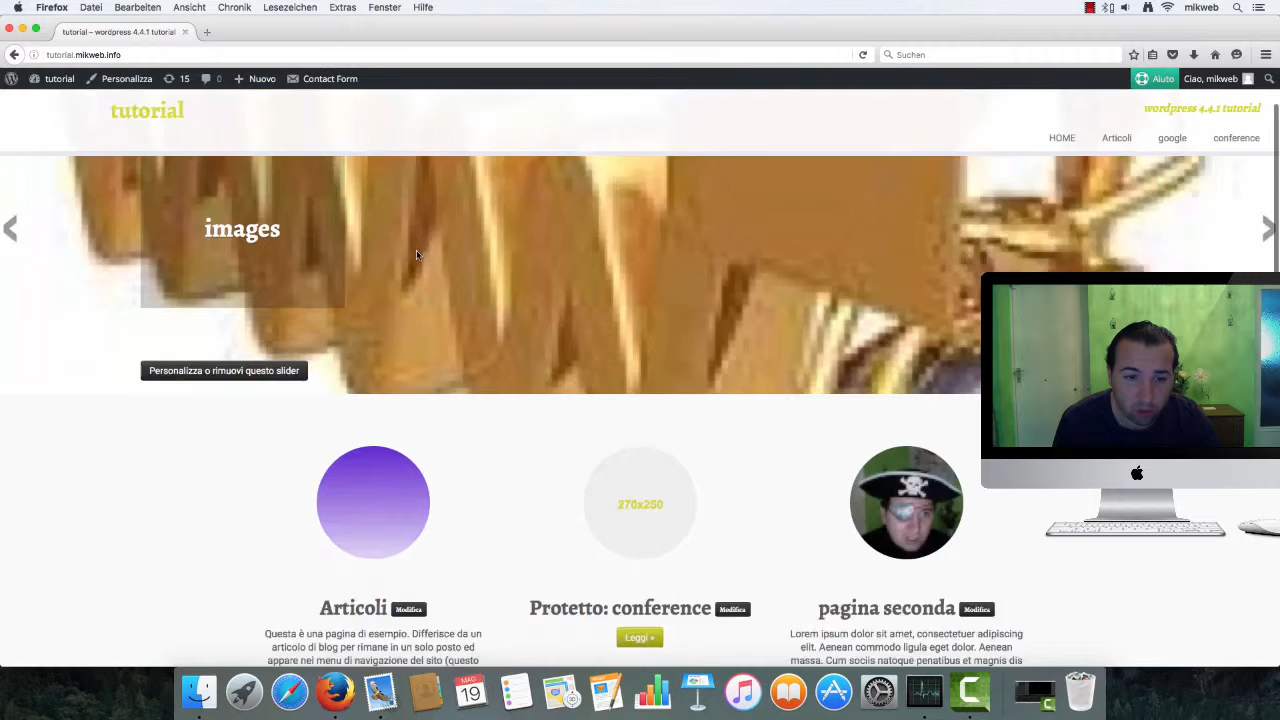 Firefox Datei Bearbeiten Ansicht Chronik Lesezeichen Extras Fenster Hilfe mikweb
tutorial – wordpress 4.4.1 tutorial
tutorial.mikweb.info Suchen
tutorial Personalizza 15 0 Nuovo Contact Form Aiuto Ciao, mikweb
tutorial
wordpress 4.4.1 tutorial
HOME Articoli google conference
images
Personalizza o rimuovi questo slider
270x250
Articoli Modifica
Protetto: conference Modifica
pagina seconda Modifica
Questa è una pagina di esempio. Differisce da un
articolo di blog per rimane in un solo posto ed
appare nel menu di navigazione del sito (questo
Leggi »
Lorem ipsum dolor sit amet, consectetuer adipiscing
elit. Aenean commodo ligula eget dolor. Aenean
massa. Cum sociis natoque penatibus et magnis dis
MAG
19